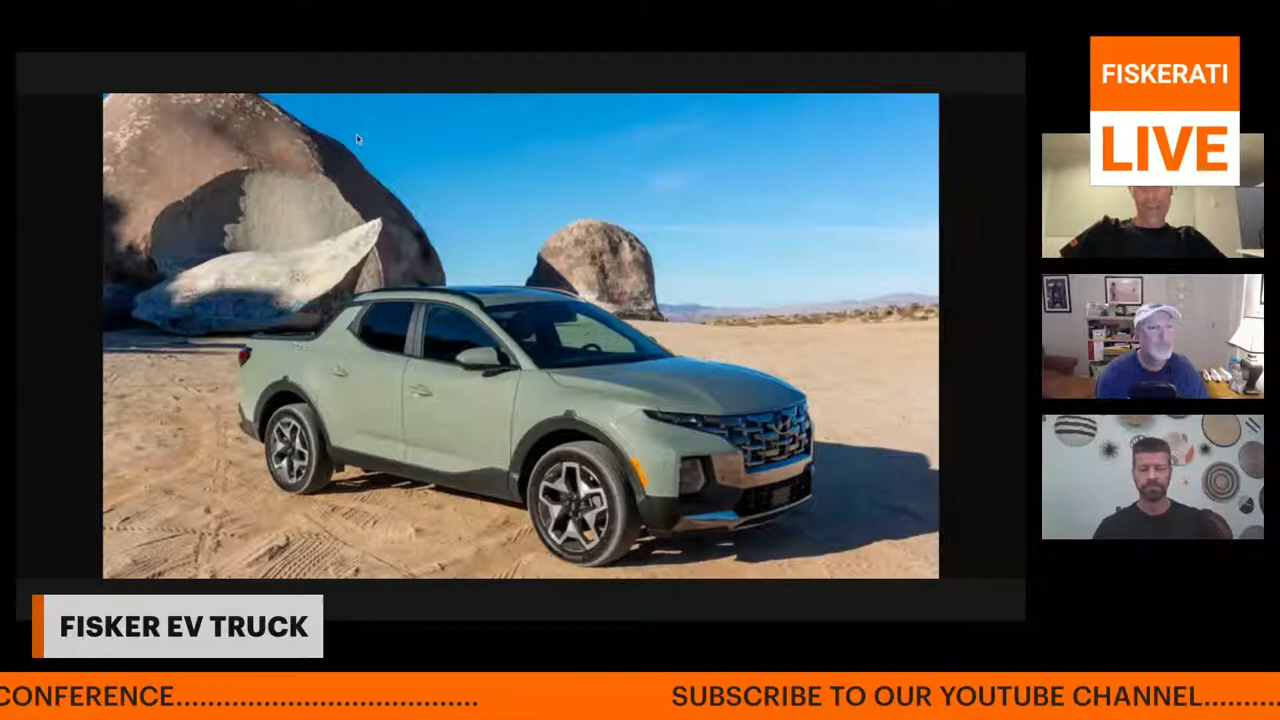 FISKERATI
LIVE
FISKER EV TRUCK
CONFERENCE............................... SUBSCRIBE TO OUR YOUTUBE CHANNEL........